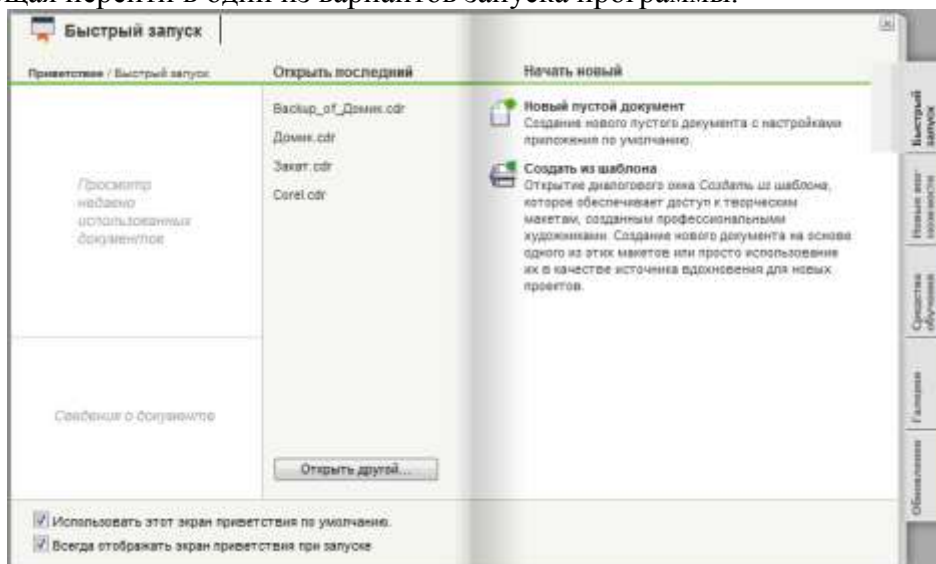 щая перейти в один из вариантов запуска программы.
Быстрый запуск
Приветствие / Быстрый запуск
Открыть последний
Начать новый
Backup_of_Домик.cdr
Домик.cdr
Закат.cdr
Corel.cdr
Просмотр
недавно
использованных
документов
Сведения о документе
Открыть другой...
Новый пустой документ
Создание нового пустого документа с настройками
приложения по умолчанию.
Создать из шаблона
Открытие диалогового окна Создать из шаблона,
которое обеспечивает доступ к творческим
макетам, созданным профессиональными
художниками. Создание нового документа на основе
одного из этих макетов или просто использование
их в качестве источника вдохновения для новых
проектов.
Быстрый
запуск
Новые воз-
можности
Средства
обучения
Галерея
Обновления
Использовать этот экран приветствия по умолчанию.
Всегда отображать экран приветствия при запуске